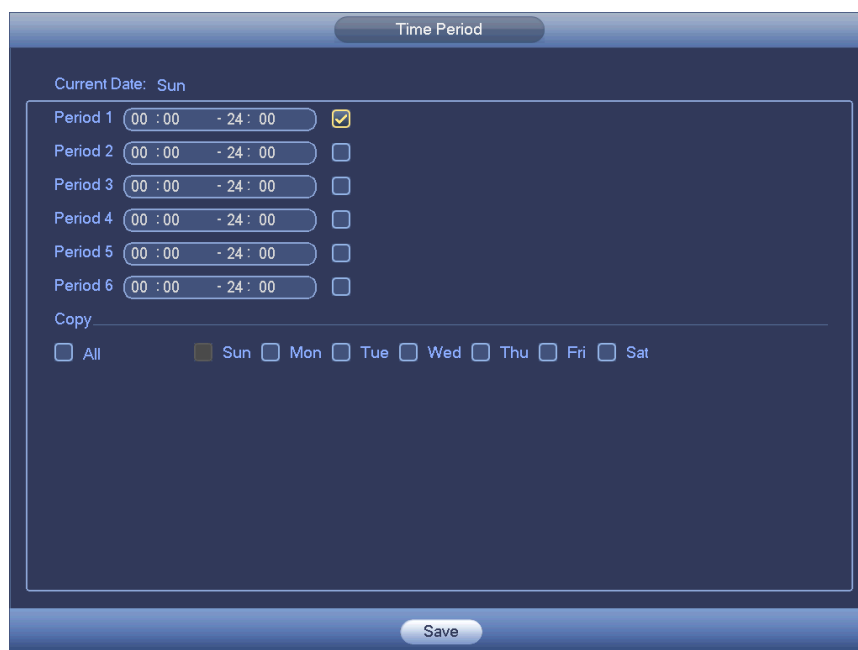 Time Period
Current Date: Sun
Period 1 00 :00 - 24 : 00
Period 2 00 :00 - 24 : 00
Period 3 00 :00 - 24 : 00
Period 4 00 :00 - 24 : 00
Period 5 00 :00 - 24 : 00
Period 6 00 :00 - 24 : 00
Copy
All Sun Mon Tue Wed Thu Fri Sat
Save